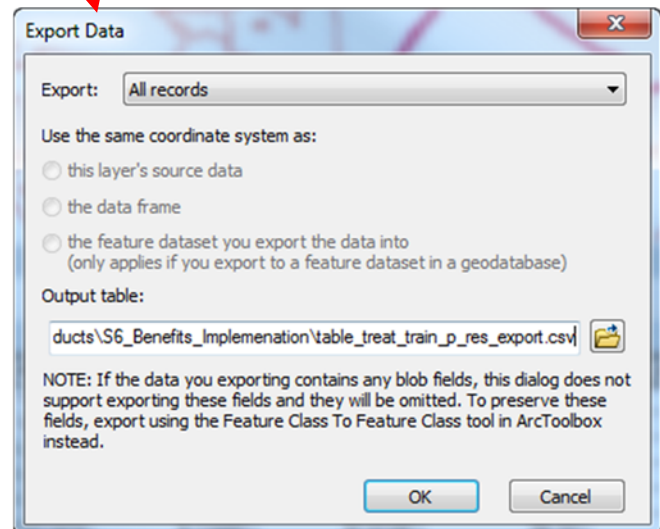 Export Data
Export: All records
Use the same coordinate system as:
this layer's source data
the data frame
the feature dataset you export the data into
(only applies if you export to a feature dataset in a geodatabase)
Output table:
ducts\S6_Benefits_Implemenation\table_treat_train_p_res_export.csv
NOTE: If the data you exporting contains any blob fields, this dialog does not
support exporting these fields and they will be omitted. To preserve these
fields, export using the Feature Class To Feature Class tool in ArcToolbox
instead.
OK Cancel